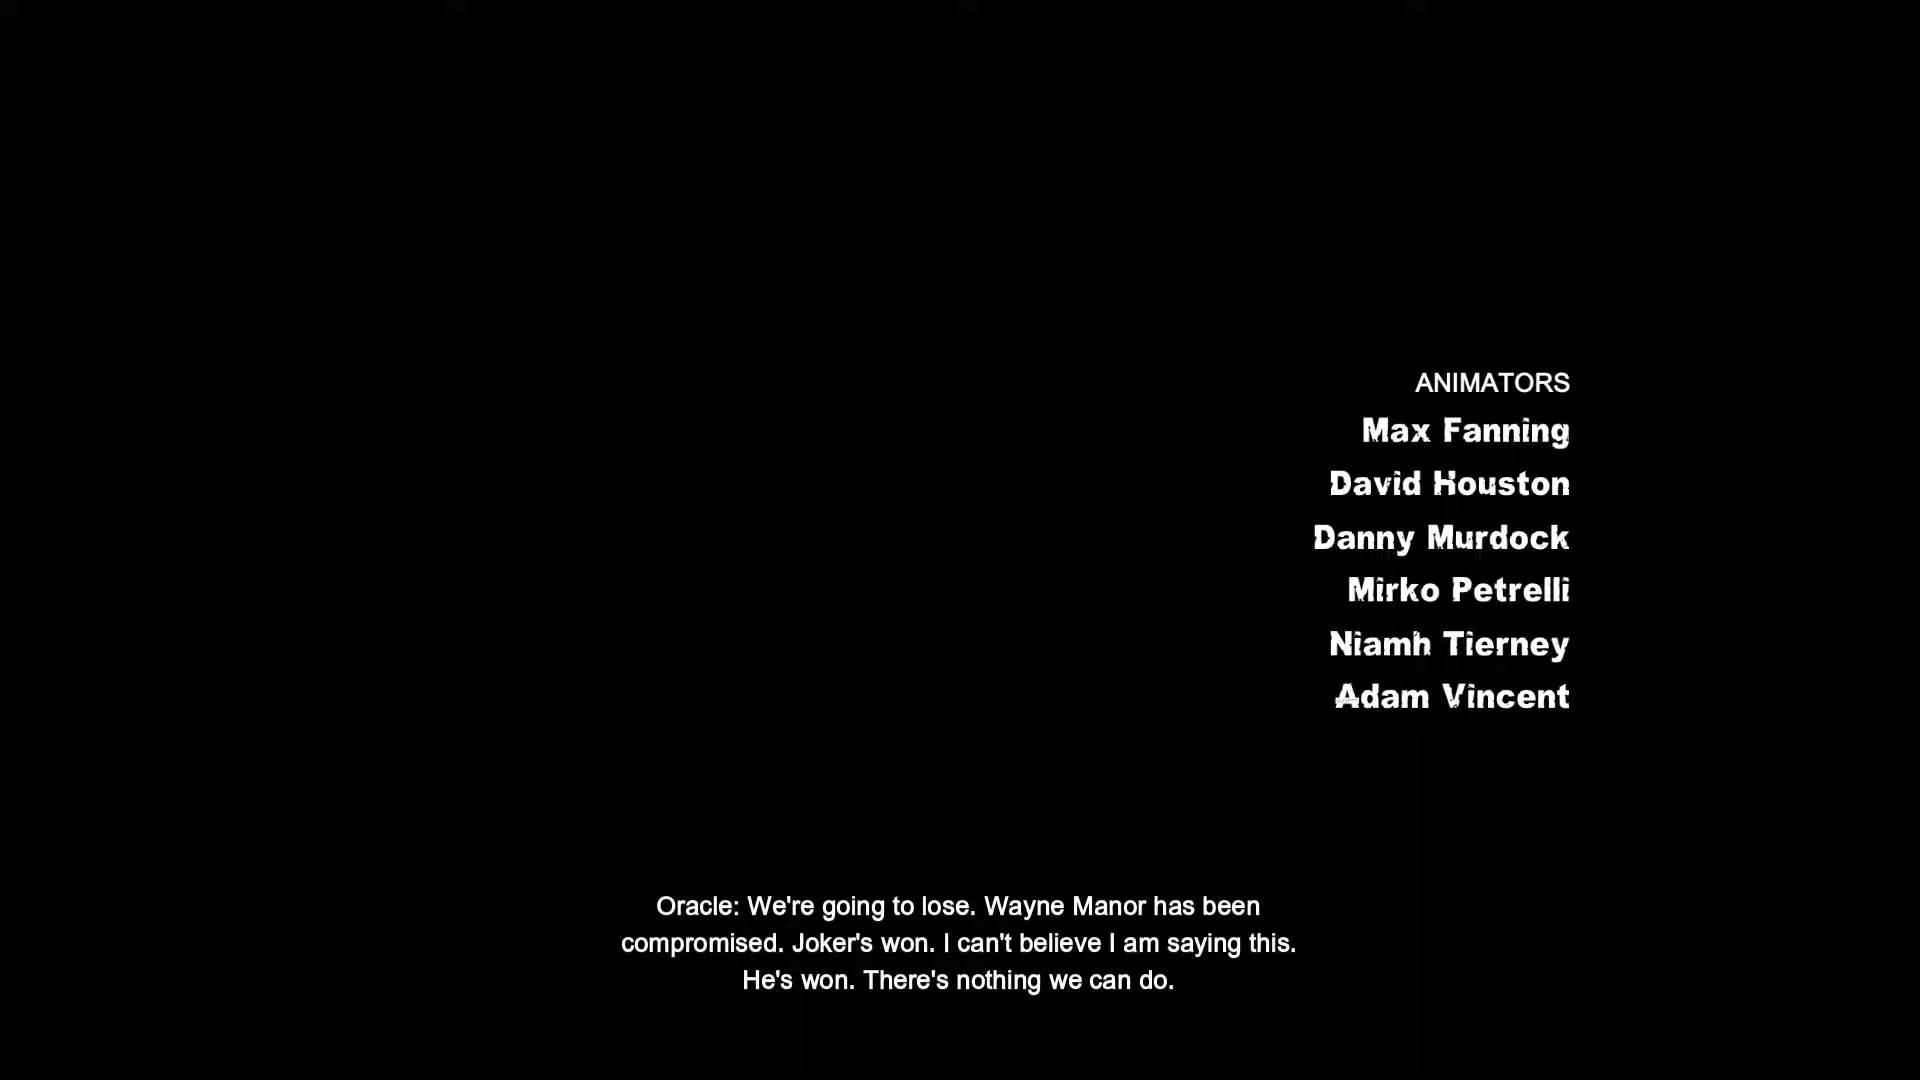 ANIMATORS
Max Fanning
David Houston
Danny Murdock
Mirko Petrelli
Niamh Tierney
Adam Vincent
Oracle: We're going to lose. Wayne Manor has been
compromised. Joker's won. I can't believe I am saying this.
He's won. There's nothing we can do.